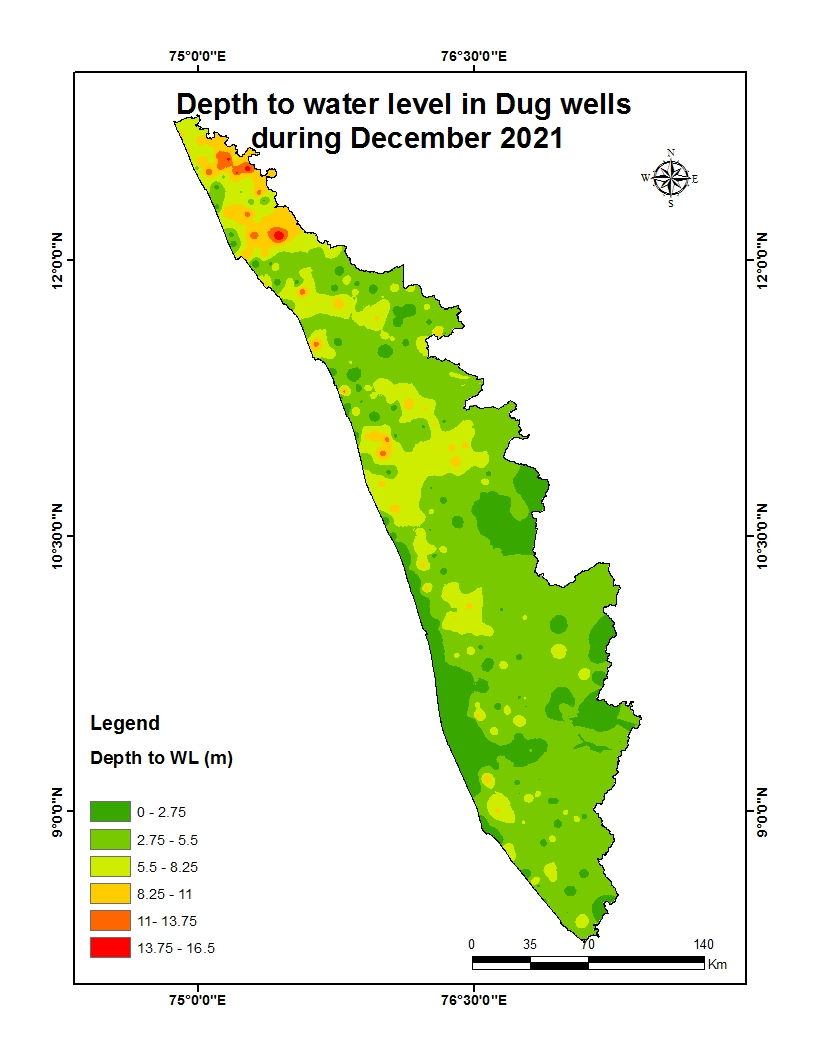 75°0'0"E 76°30'0"E
Depth to water level in Dug wells
during December 2021
N
W E
S
12°0'0"N 12°0'0"N
10°30'0"N 10°30'0"N
Legend
Depth to WL (m)
0 - 2.75
9°0'0"N 9°0'0"N
2.75 - 5.5
5.5 - 8.25
8.25 - 11
11- 13.75
13.75 - 16.5
0 35 70 140
Km
75°0'0"E 76°30'0"E